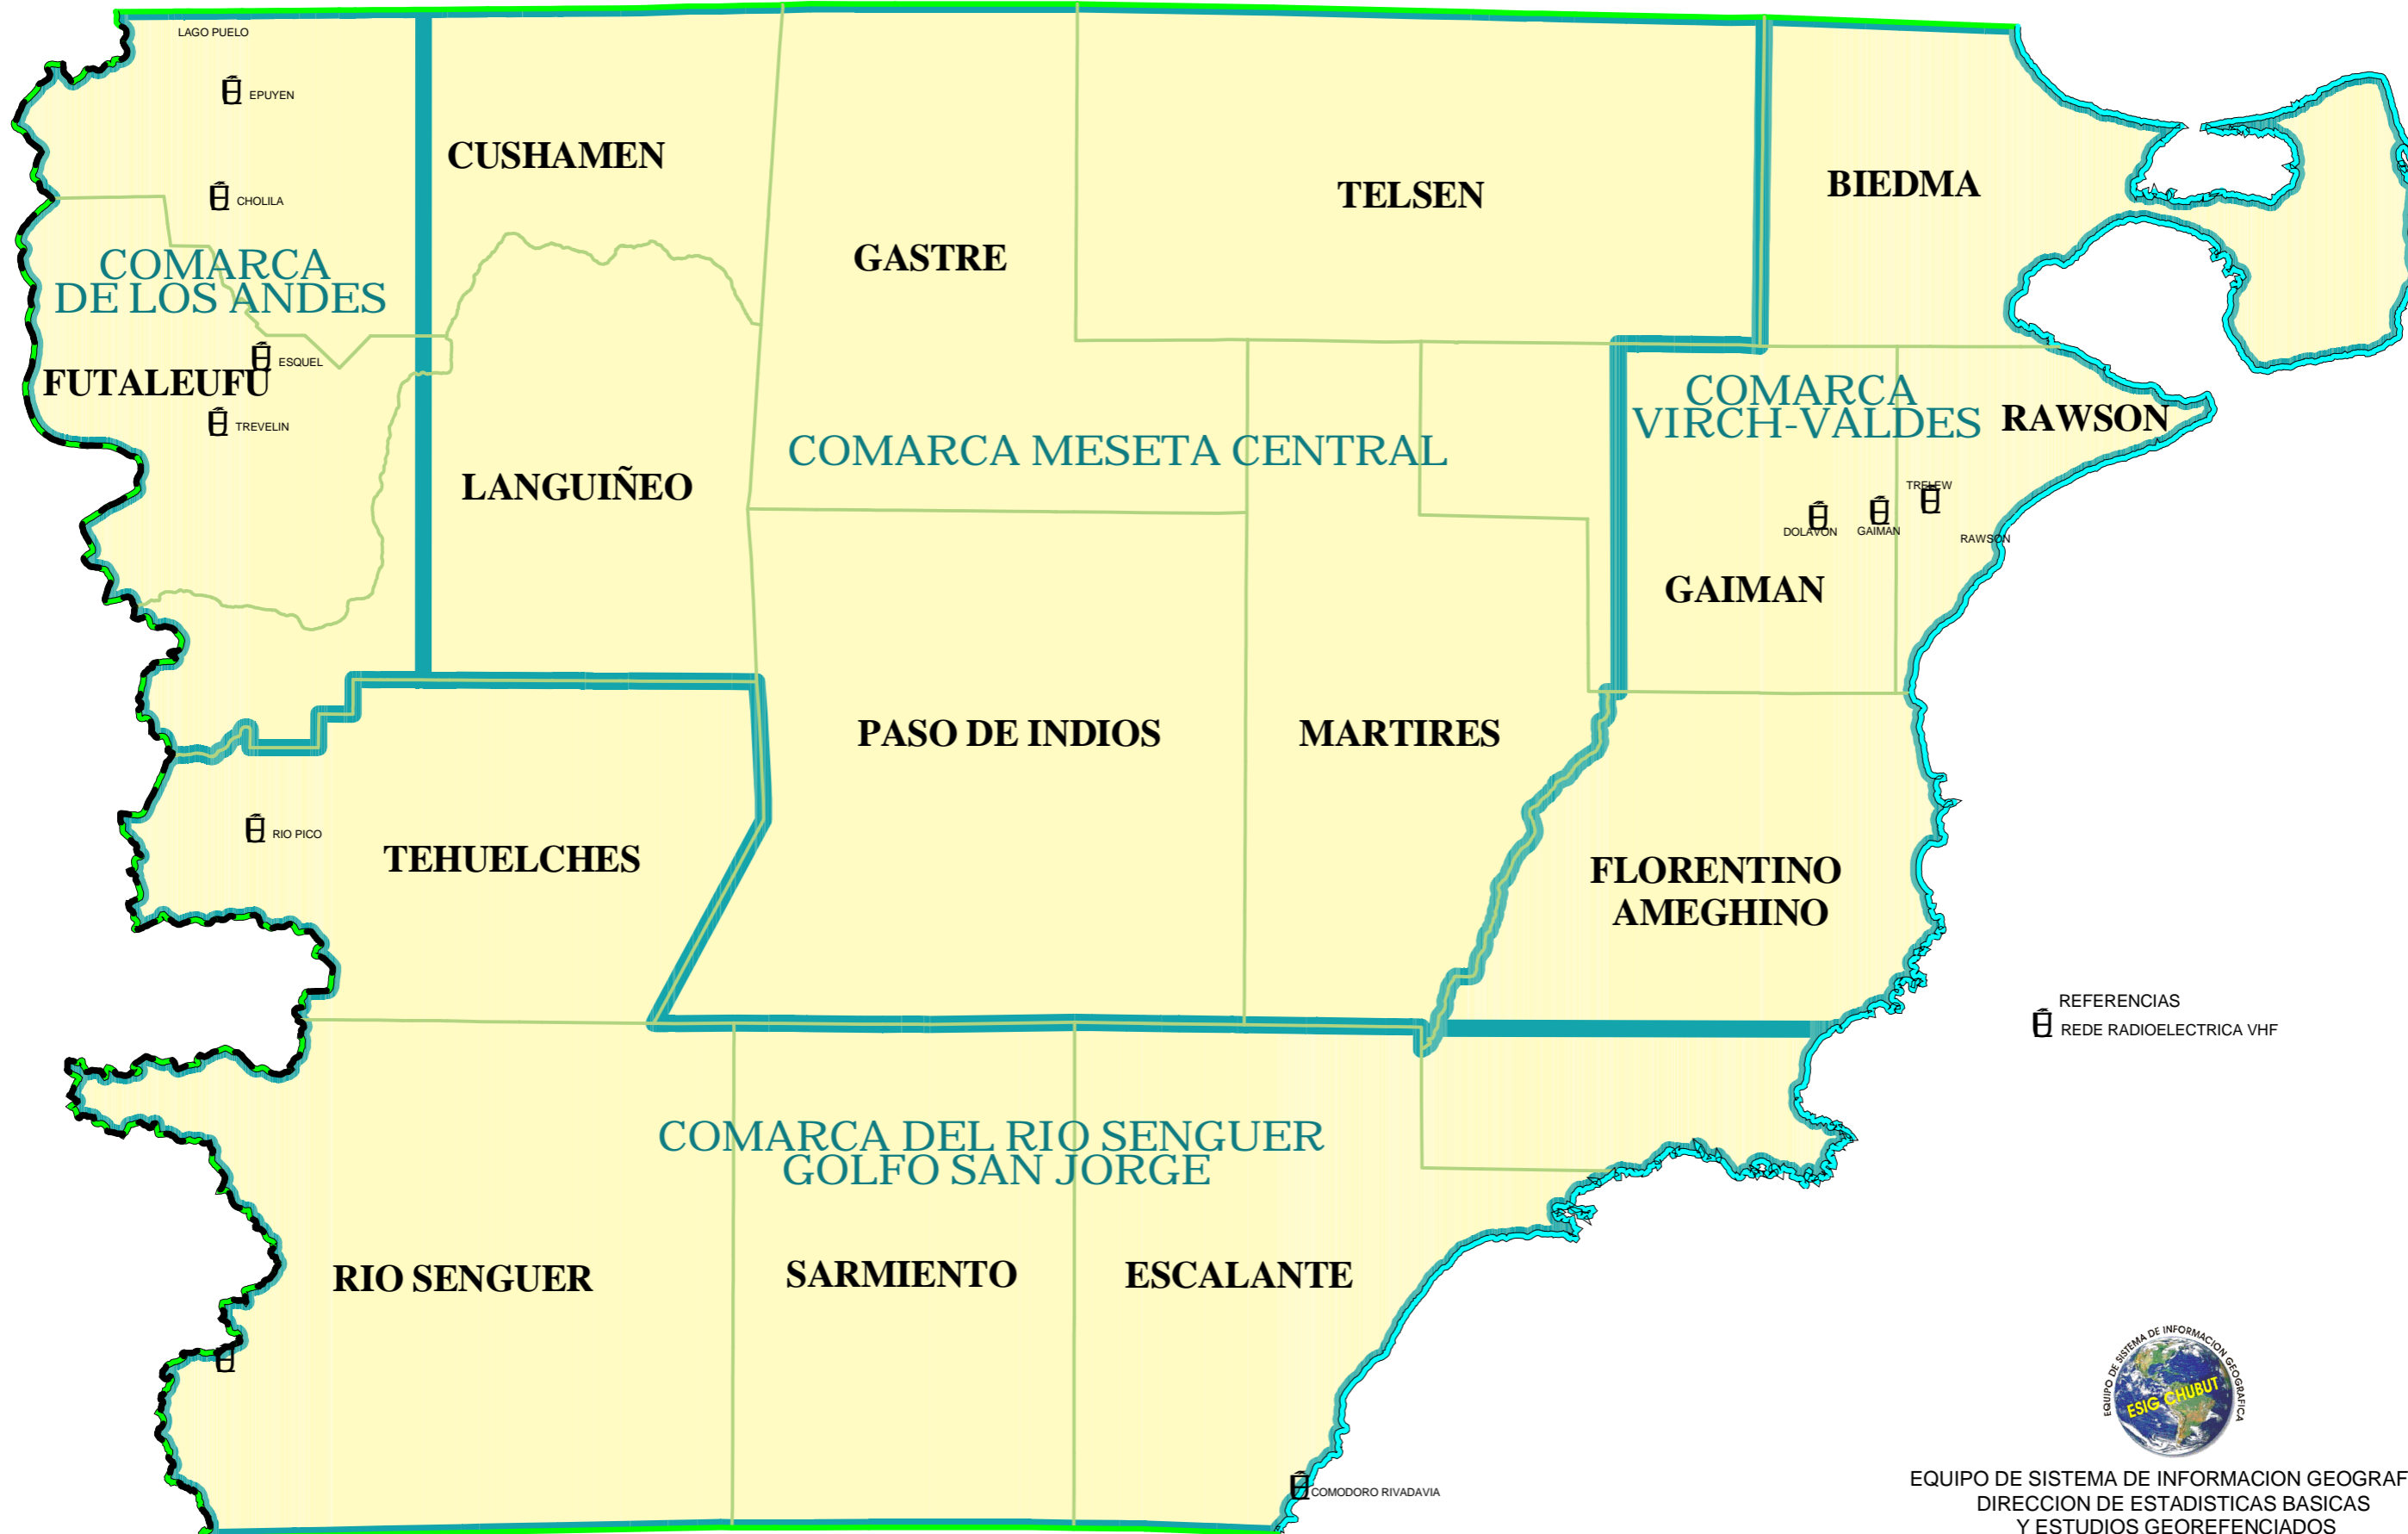 LAGO PUELO
EPUYEN
CUSHAMEN
TELSEN
BIEDMA
CHOLILA
GASTRE
COMARCA
DE LOS ANDES
ESQUEL
FUTALEUFU
TREVELIN
COMARCA
VIRCH-VALDES
RAWSON
COMARCA MESETA CENTRAL
LANGUIÑEO
TRELEW
DOLAVON
GAIMAN
RAWSON
GAIMAN
PASO DE INDIOS
MARTIRES
RIO PICO
TEHUELCHES
FLORENTINO
AMEGHINO
REFERENCIAS
REDE RADIOELECTRICA VHF
COMARCA DEL RIO SENGUER
GOLFO SAN JORGE
RIO SENGUER
SARMIENTO
ESCALANTE
EQUIPO DE SISTEMA DE INFORMACION GEOGRAFICA
ESIG CHUBUT
COMODORO RIVADAVIA
EQUIPO DE SISTEMA DE INFORMACION GEOGRAF
DIRECCION DE ESTADISTICAS BASICAS
Y ESTUDIOS GEOREFENCIADOS